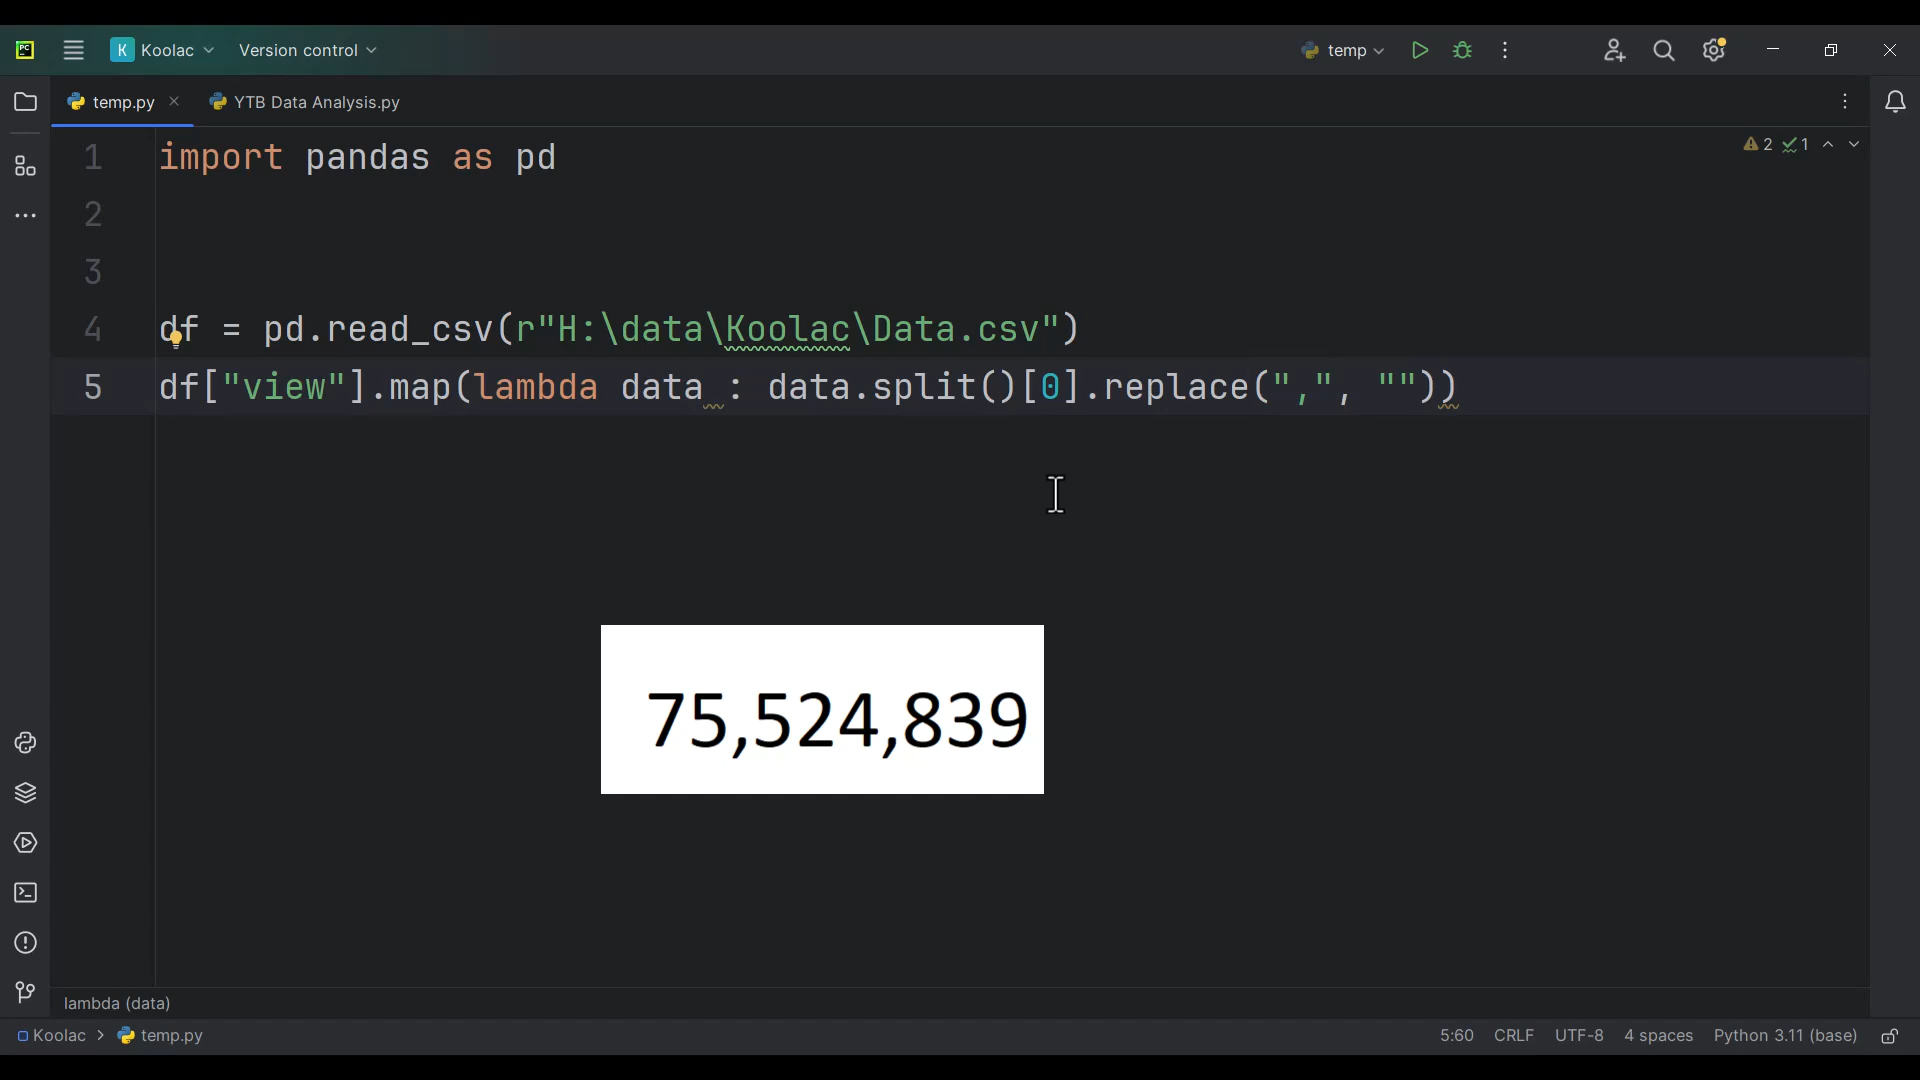 PC
K Koolac Version control temp
temp.py YTB Data Analysis.py
2 1
1 import pandas as pd
2
3
4 df = pd.read_csv(r"H:\data\Koolac\Data.csv")
5 df["view"].map(lambda data : data.split()[0].replace(",", ""))
75,524,839
lambda (data)
Koolac > temp.py 5:60 CRLF UTF-8 4 spaces Python 3.11 (base)